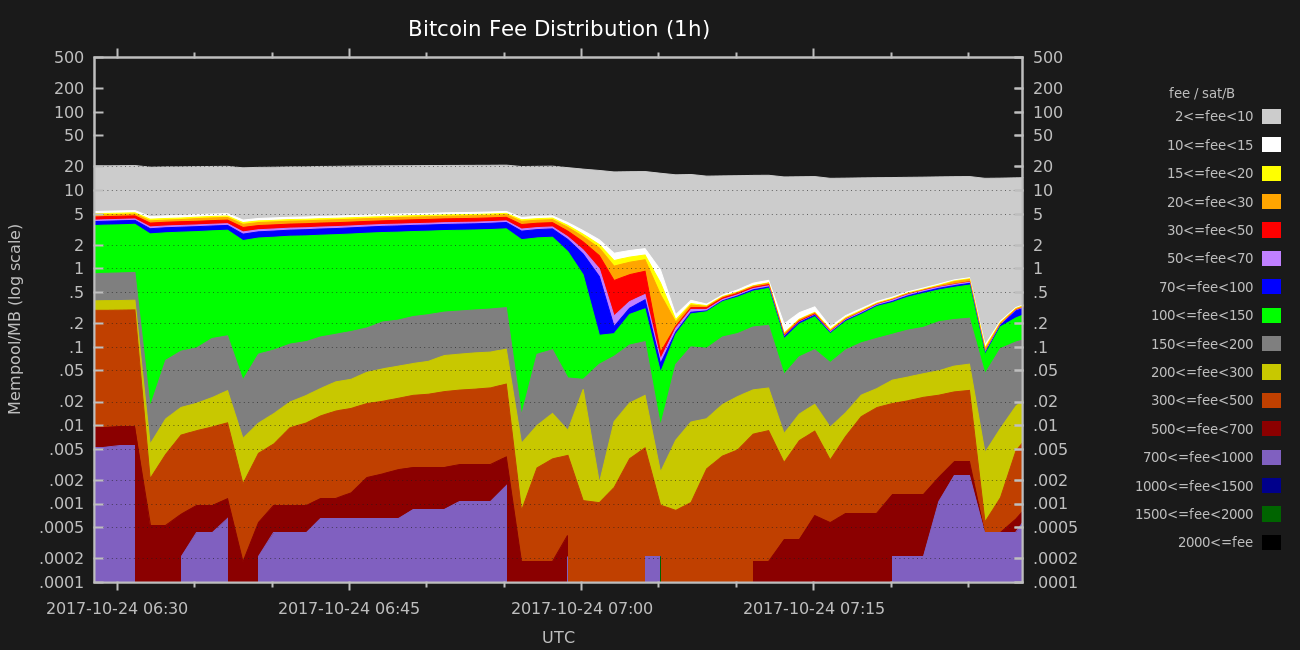 Bitcoin Fee Distribution (1h)
500 500
200 200
100 100
50 50
20 20
10 10
5 5
2 2
1 1
.5 .5
.2 .2
.1 .1
.05 .05
.02 .02
.01 .01
.005 .005
.002 .002
.001 .001
.0005 .0005
.0002 .0002
.0001 .0001
Mempool/MB (log scale)
2017-10-24 06:30 2017-10-24 06:45 2017-10-24 07:00 2017-10-24 07:15
UTC
fee / sat/B
2<=fee<10
10<=fee<15
15<=fee<20
20<=fee<30
30<=fee<50
50<=fee<70
70<=fee<100
100<=fee<150
150<=fee<200
200<=fee<300
300<=fee<500
500<=fee<700
700<=fee<1000
1000<=fee<1500
1500<=fee<2000
2000<=fee